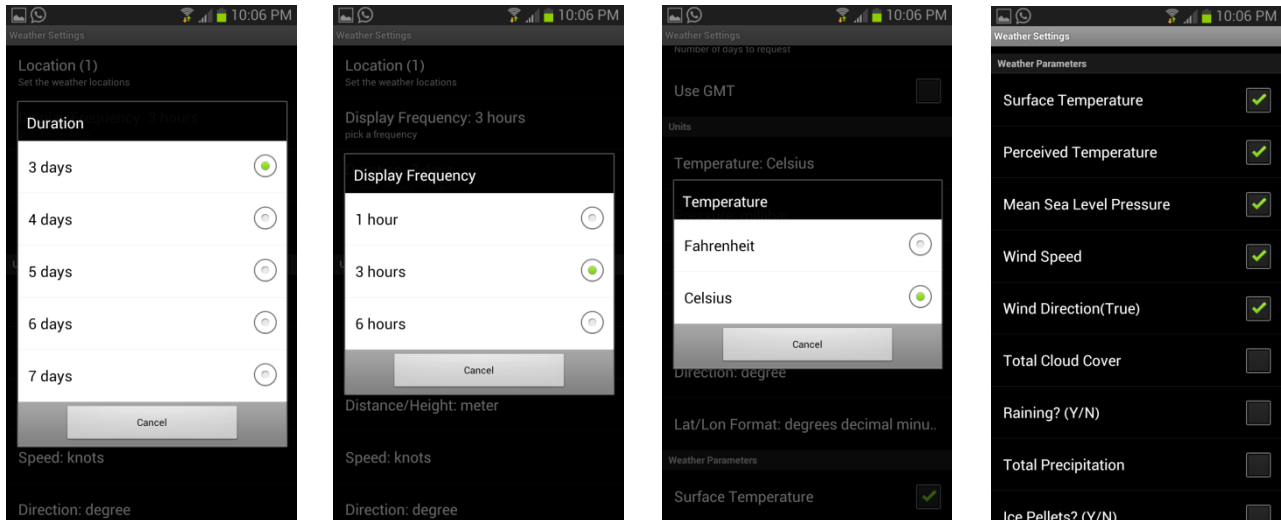 10:06 PM
Weather Settings
Location (1)
Set the weather locations
Duration
3 days
4 days
5 days
6 days
7 days
Cancel
Speed: knots
Direction: degree
10:06 PM
Weather Settings
Location (1)
Set the weather locations
Display Frequency: 3 hours
pick a frequency
Display Frequency
1 hour
3 hours
6 hours
Cancel
Distance/Height: meter
Speed: knots
Direction: degree
10:06 PM
Weather Settings
Number of days to request
Use GMT
Units
Temperature: Celsius
Temperature
Fahrenheit
Celsius
Cancel
Direction: degree
Lat/Lon Format: degrees decimal minu..
Weather Parameters
Surface Temperature
10:06 PM
Weather Settings
Weather Parameters
Surface Temperature
Perceived Temperature
Mean Sea Level Pressure
Wind Speed
Wind Direction(True)
Total Cloud Cover
Raining? (Y/N)
Total Precipitation
Ice Pellets? (Y/N)